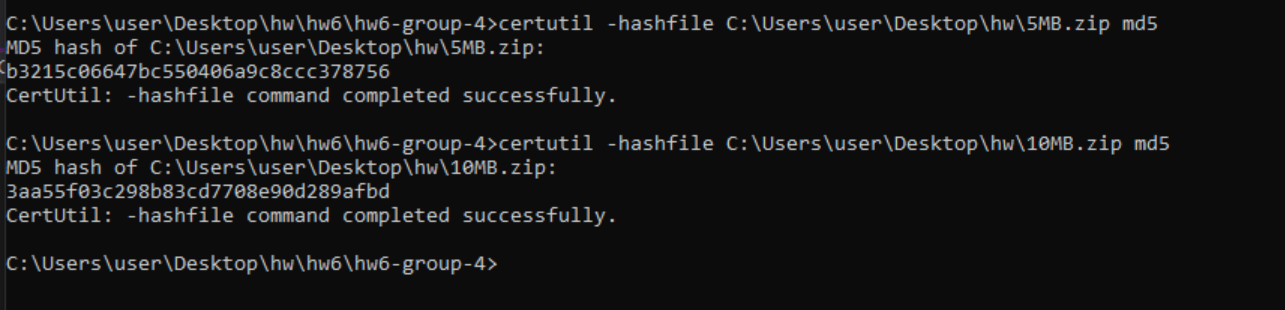 C:\Users\user\Desktop\hw\hw6\hw6-group-4>certutil -hashfile C:\Users\user\Desktop\hw\5MB.zip md5
MD5 hash of C:\Users\user\Desktop\hw\5MB.zip:
b3215c06647bc550406a9c8ccc378756
CertUtil: -hashfile command completed successfully.

C:\Users\user\Desktop\hw\hw6\hw6-group-4>certutil -hashfile C:\Users\user\Desktop\hw\10MB.zip md5
MD5 hash of C:\Users\user\Desktop\hw\10MB.zip:
3aa55f03c298b83cd7708e90d289afbd
CertUtil: -hashfile command completed successfully.

C:\Users\user\Desktop\hw\hw6\hw6-group-4>